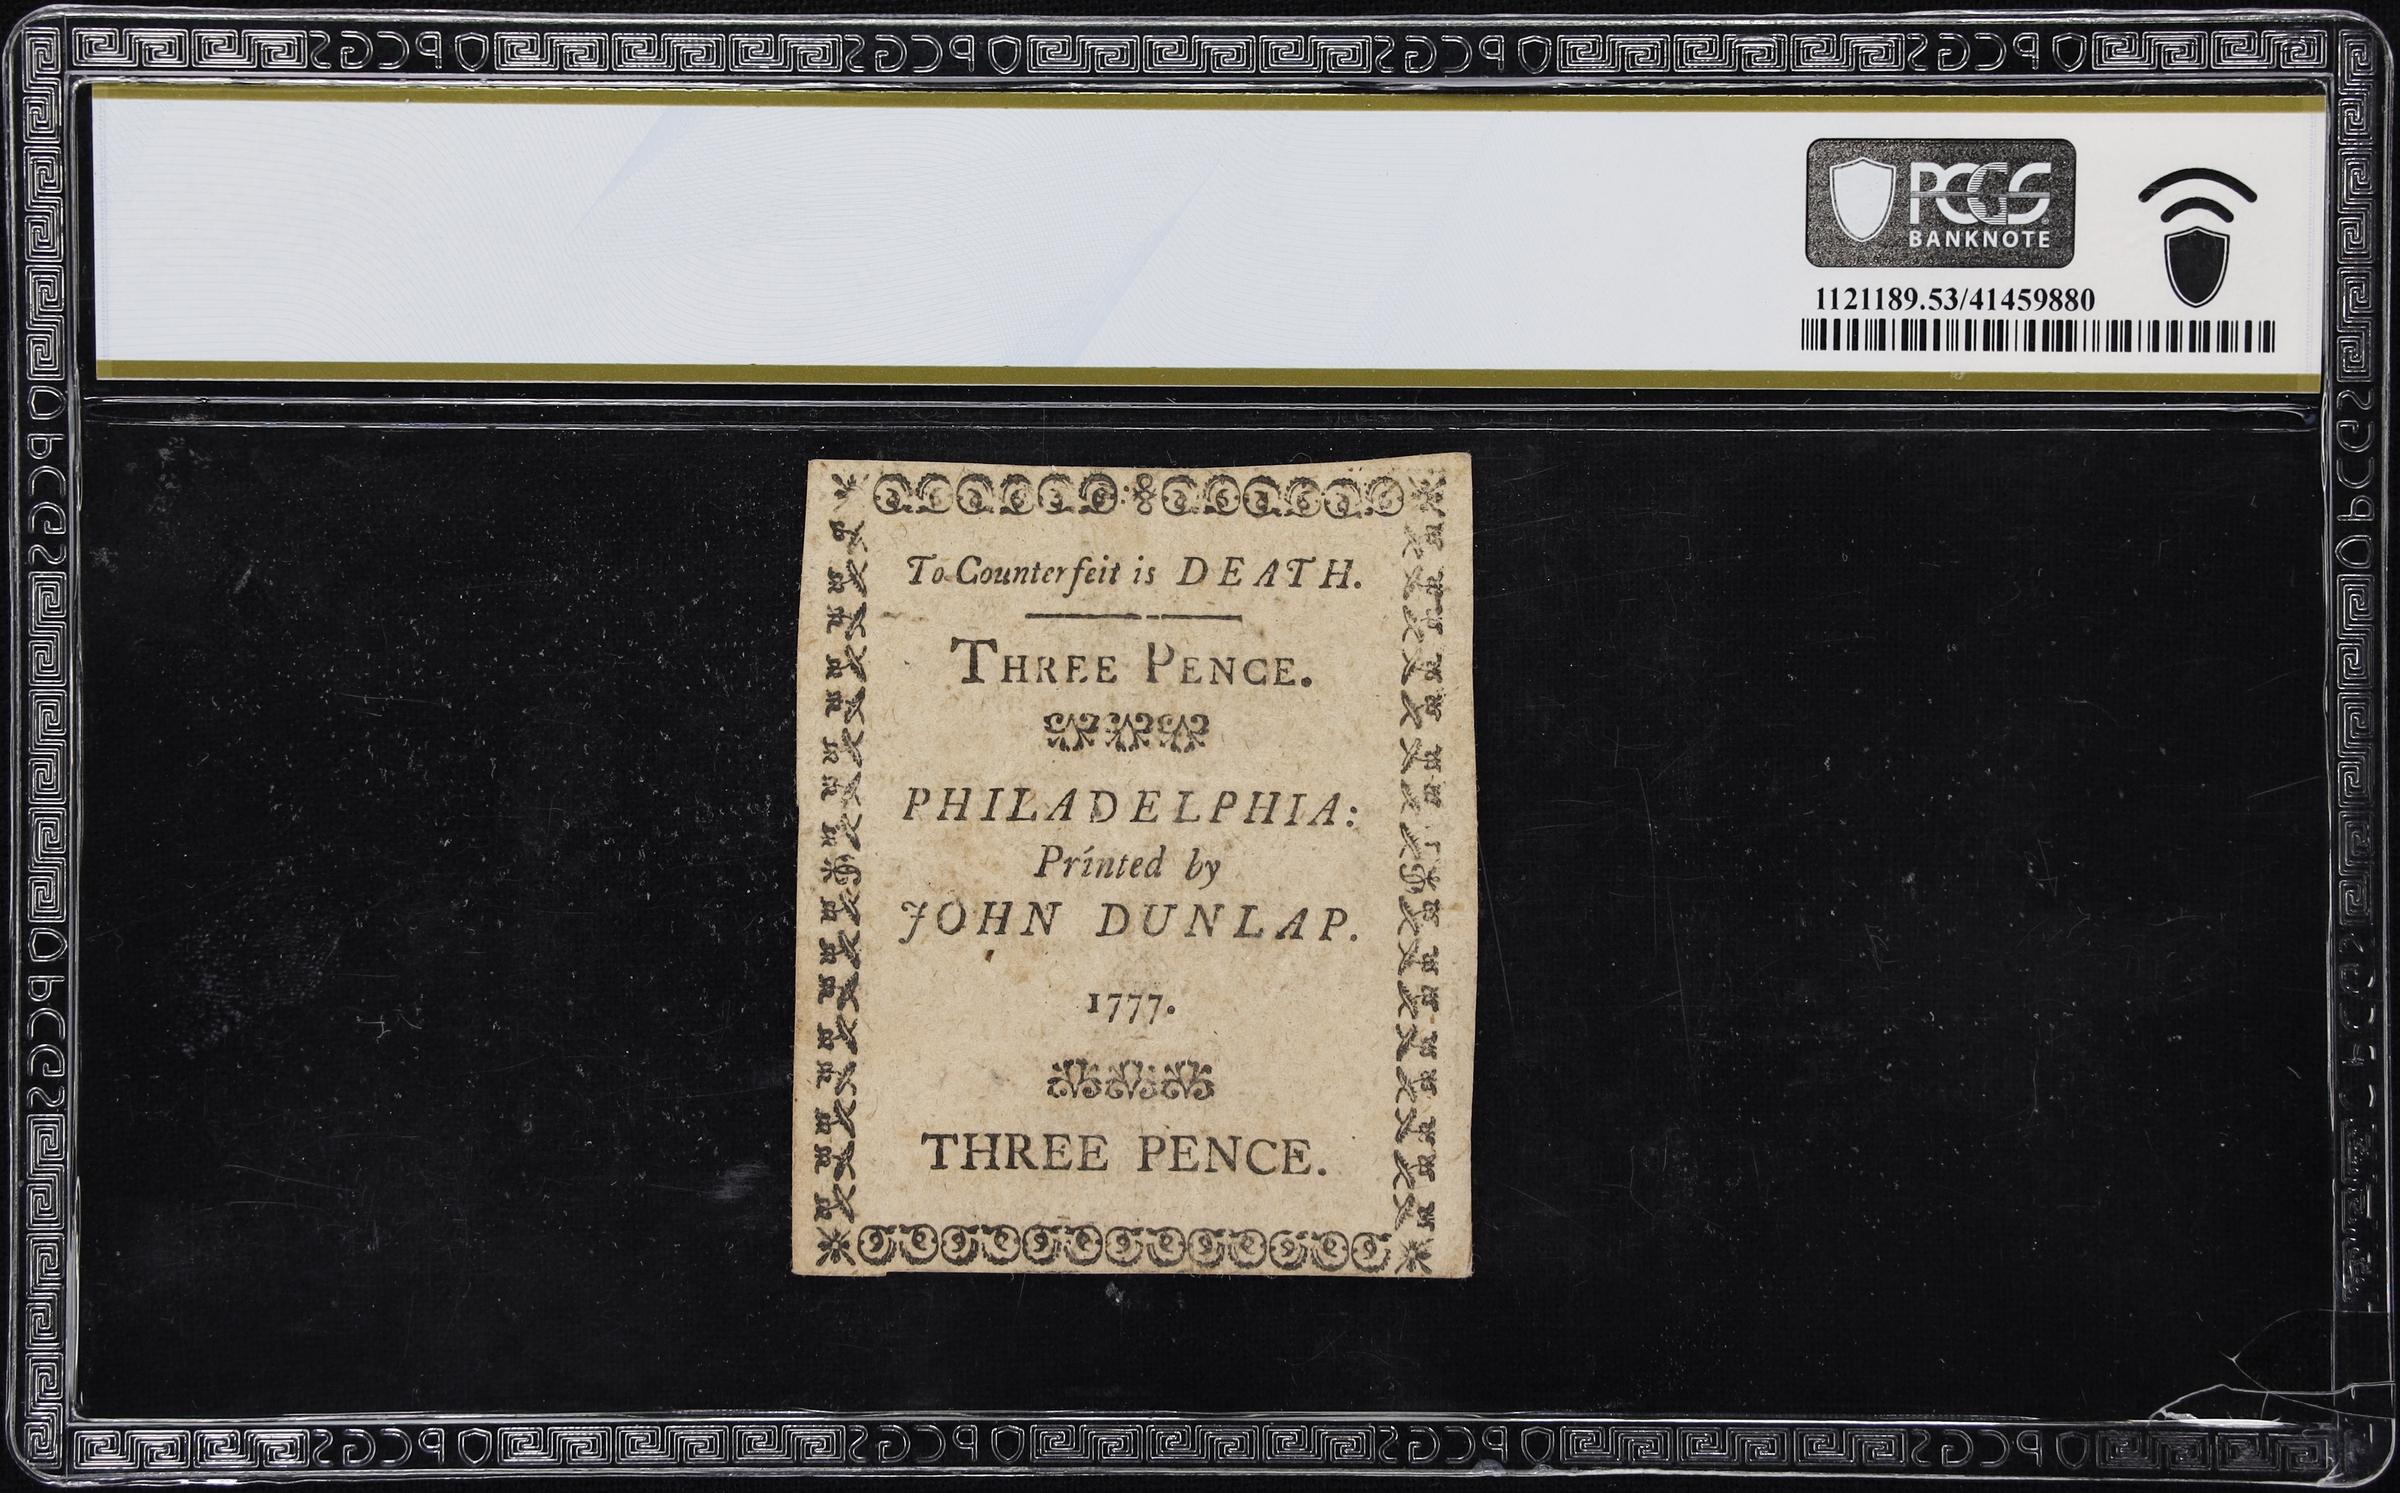 PCGS
BANKNOTE
1121189.53/41459880
To Counterfeit is DEATH.
THREE PENCE.
PHILADELPHIA:
Printed by
JOHN DUNLAP.
1777.
THREE PENCE.